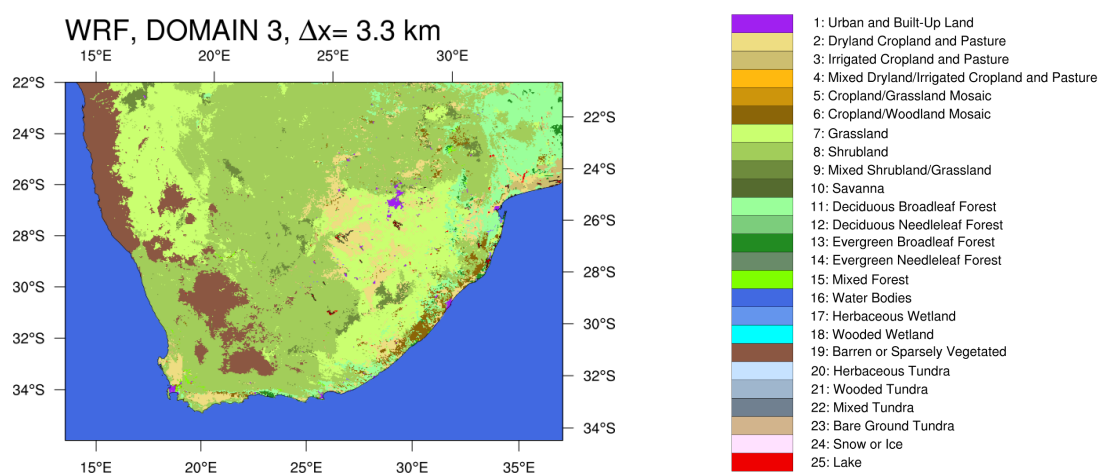 WRF, DOMAIN 3, Δx= 3.3 km
15°E 20°E 25°E 30°E
22°S
24°S
26°S
28°S
30°S
32°S
34°S
22°S
24°S
26°S
28°S
30°S
32°S
34°S
15°E 20°E 25°E 30°E 35°E
1: Urban and Built-Up Land
2: Dryland Cropland and Pasture
3: Irrigated Cropland and Pasture
4: Mixed Dryland/Irrigated Cropland and Pasture
5: Cropland/Grassland Mosaic
6: Cropland/Woodland Mosaic
7: Grassland
8: Shrubland
9: Mixed Shrubland/Grassland
10: Savanna
11: Deciduous Broadleaf Forest
12: Deciduous Needleleaf Forest
13: Evergreen Broadleaf Forest
14: Evergreen Needleleaf Forest
15: Mixed Forest
16: Water Bodies
17: Herbaceous Wetland
18: Wooded Wetland
19: Barren or Sparsely Vegetated
20: Herbaceous Tundra
21: Wooded Tundra
22: Mixed Tundra
23: Bare Ground Tundra
24: Snow or Ice
25: Lake